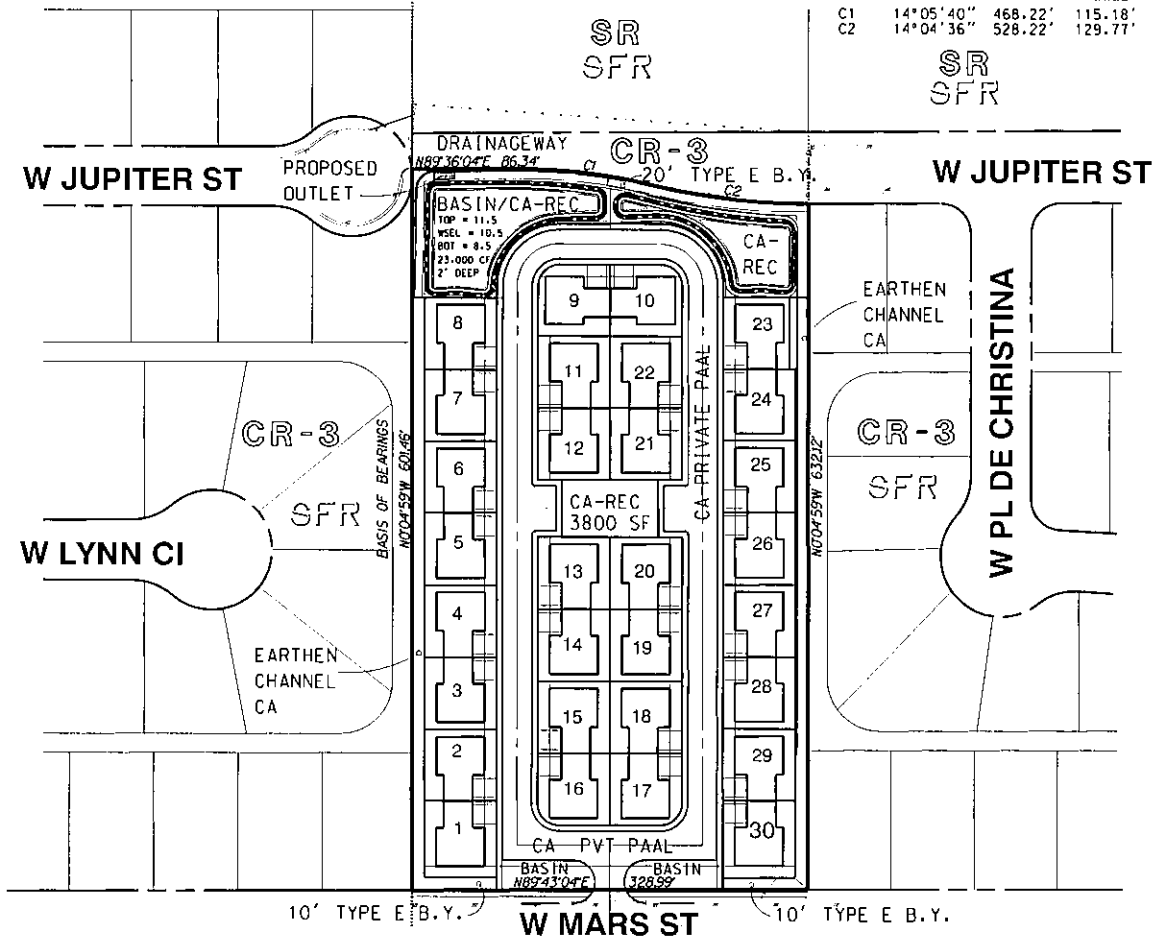 C1 14°05'40" 468.22' 115.18'
C2 14°04'36" 528.22' 129.77'
SR
SFR
SR
SFR
DRAINAGEWAY
CR-3
N89°36'04"E 86.34'
C1
20' TYPE E B.Y.
C2
W JUPITER ST
PROPOSED
OUTLET
W JUPITER ST
BASIN/CA-REC
TOP = 11.5
WSEL = 10.5
BOT = 8.5
23,000 CF
2' DEEP
CA-
REC
EARTHEN
CHANNEL
CA
9
10
8
23
11
22
7
24
12
21
CA-PRIVATE PAAL
W PL DE CHRISTINA
CR-3
SFR
CR-3
SFR
BASIS OF BEARINGS
N0°04'59"W 601.46'
N0°04'59"W 632.12'
6
25
CA-REC
3800 SF
5
26
W LYNN CI
13
20
4
27
14
19
EARTHEN
CHANNEL
CA
3
28
15
18
2
29
16
17
1
30
CA PVT PAAL
BASIN
BASIN
N89°43'04"E
328.99'
10' TYPE E B.Y.
10' TYPE E B.Y.
W MARS ST